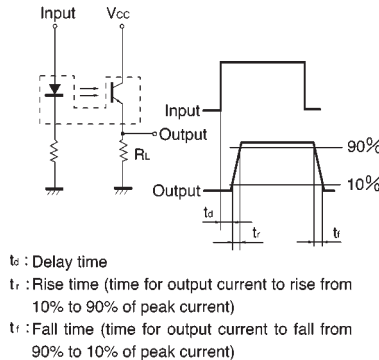 Input
Vcc
Output
RL
Input
Output
90%
10%
td
tr
tf
td : Delay time
tr : Rise time (time for output current to rise from
10% to 90% of peak current)
tf : Fall time (time for output current to fall from
90% to 10% of peak current)